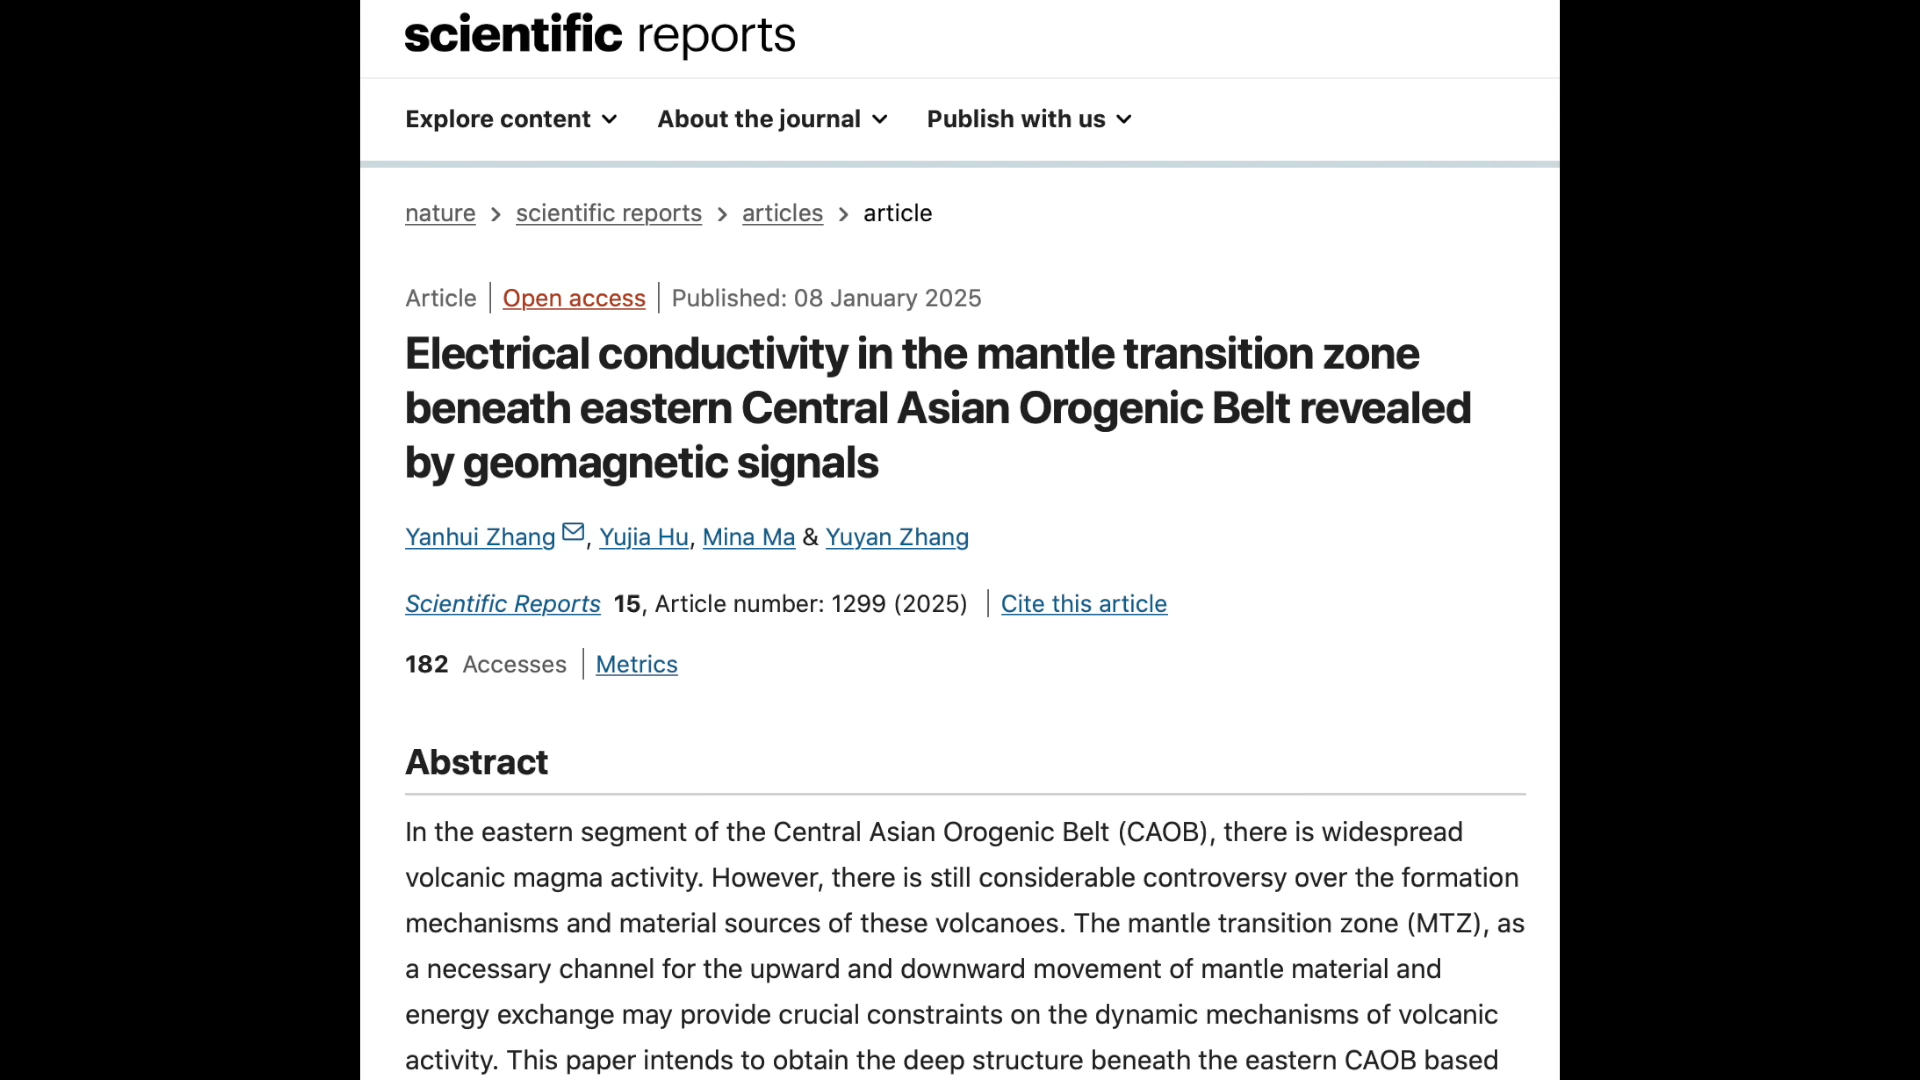 scientific reports
Explore content
About the journal
Publish with us
nature > scientific reports > articles > article
Article | Open access | Published: 08 January 2025
Electrical conductivity in the mantle transition zone
beneath eastern Central Asian Orogenic Belt revealed
by geomagnetic signals
Yanhui Zhang, Yujia Hu, Mina Ma & Yuyan Zhang
Scientific Reports 15, Article number: 1299 (2025) | Cite this article
182 Accesses | Metrics
Abstract
In the eastern segment of the Central Asian Orogenic Belt (CAOB), there is widespread
volcanic magma activity. However, there is still considerable controversy over the formation
mechanisms and material sources of these volcanoes. The mantle transition zone (MTZ), as
a necessary channel for the upward and downward movement of mantle material and
energy exchange may provide crucial constraints on the dynamic mechanisms of volcanic
activity. This paper intends to obtain the deep structure beneath the eastern CAOB based